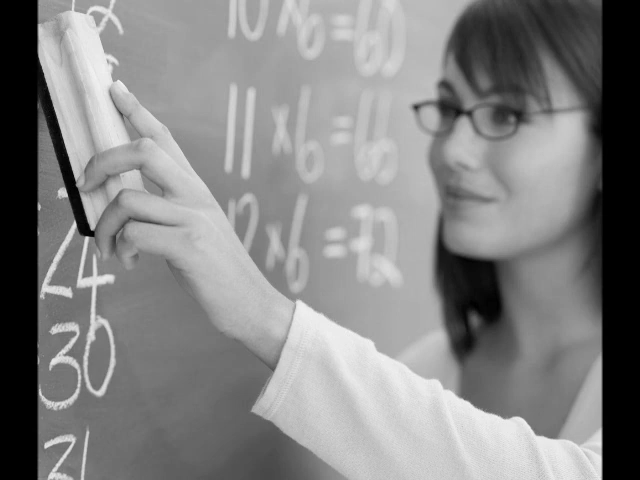 10 x 6 = 60
11 x 6 = 66
12 x 6 = 72
24
30